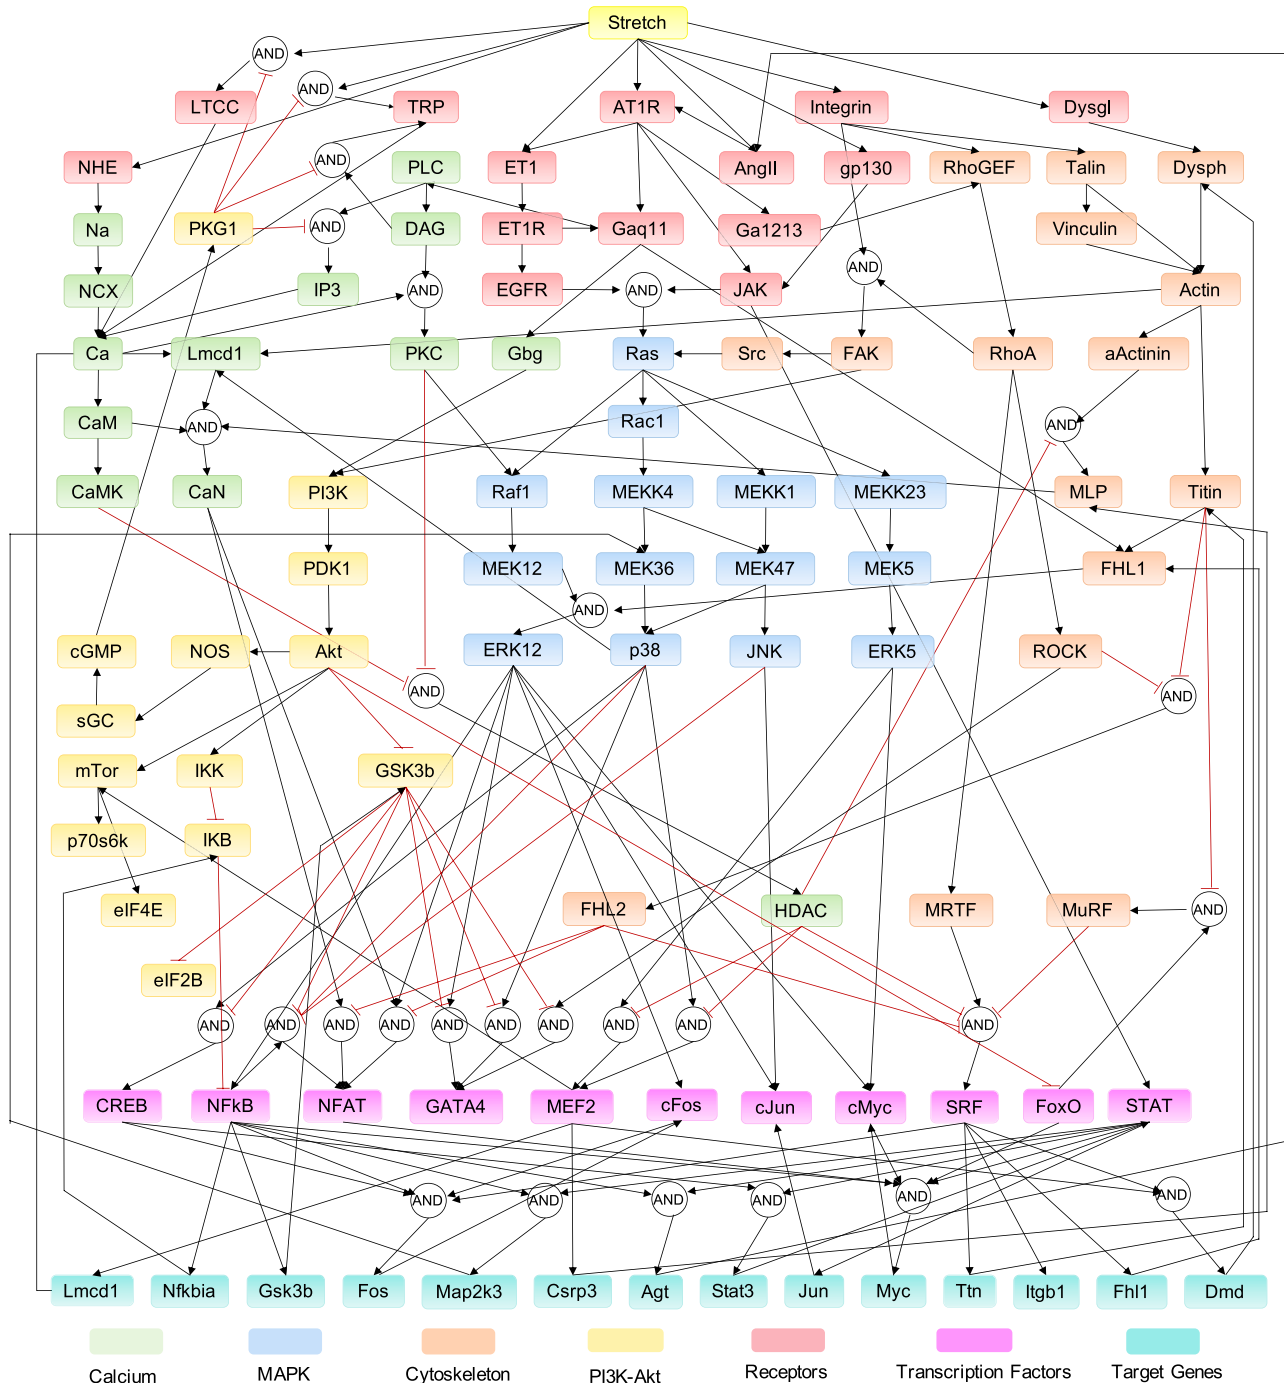 Stretch
AND
AND
LTCC
TRP
AT1R
Integrin
Dysgl
AND
NHE
PLC
ET1
AngII
gp130
RhoGEF
Talin
Dysph
Na
PKG1
AND
DAG
ET1R
Gaq11
Ga1213
Vinculin
AND
NCX
IP3
AND
EGFR
AND
JAK
Actin
Ca
Lmcd1
PKC
Gbg
Ras
Src
FAK
RhoA
aActinin
CaM
AND
Rac1
AND
CaMK
CaN
PI3K
Raf1
MEKK4
MEKK1
MEKK23
MLP
Titin
PDK1
MEK12
MEK36
MEK47
MEK5
FHL1
AND
cGMP
NOS
Akt
ERK12
p38
JNK
ERK5
ROCK
AND
AND
sGC
mTor
IKK
GSK3b
p70s6k
IKB
eIF4E
FHL2
HDAC
MRTF
MuRF
AND
eIF2B
AND
AND
AND
AND
AND
AND
AND
AND
AND
AND
CREB
NFkB
NFAT
GATA4
MEF2
cFos
cJun
cMyc
SRF
FoxO
STAT
AND
AND
AND
AND
AND
AND
Lmcd1
Nfkbia
Gsk3b
Fos
Map2k3
Csrp3
Agt
Stat3
Jun
Myc
Ttn
Itgb1
Fhl1
Dmd
Calcium
MAPK
Cytoskeleton
PI3K-Akt
Receptors
Transcription Factors
Target Genes